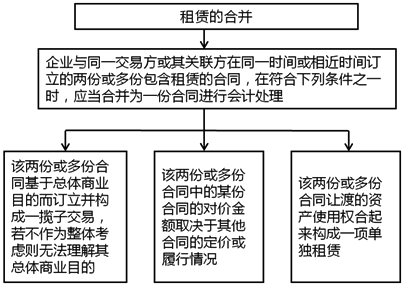 租赁的合并
企业与同一交易方或其关联方在同一时间或相近时间订
立的两份或多份包含租赁的合同，在符合下列条件之一
时，应当合并为一份合同进行会计处理
该两份或多份合
同基于总体商业
目的而订立并构
成一揽子交易，
若不作为整体考
虑则无法理解其
总体商业目的
该两份或多份
合同中的某份
合同的对价金
额取决于其他
合同的定价或
履行情况
该两份或多份
合同让渡的资
产使用权合起
来构成一项单
独租赁